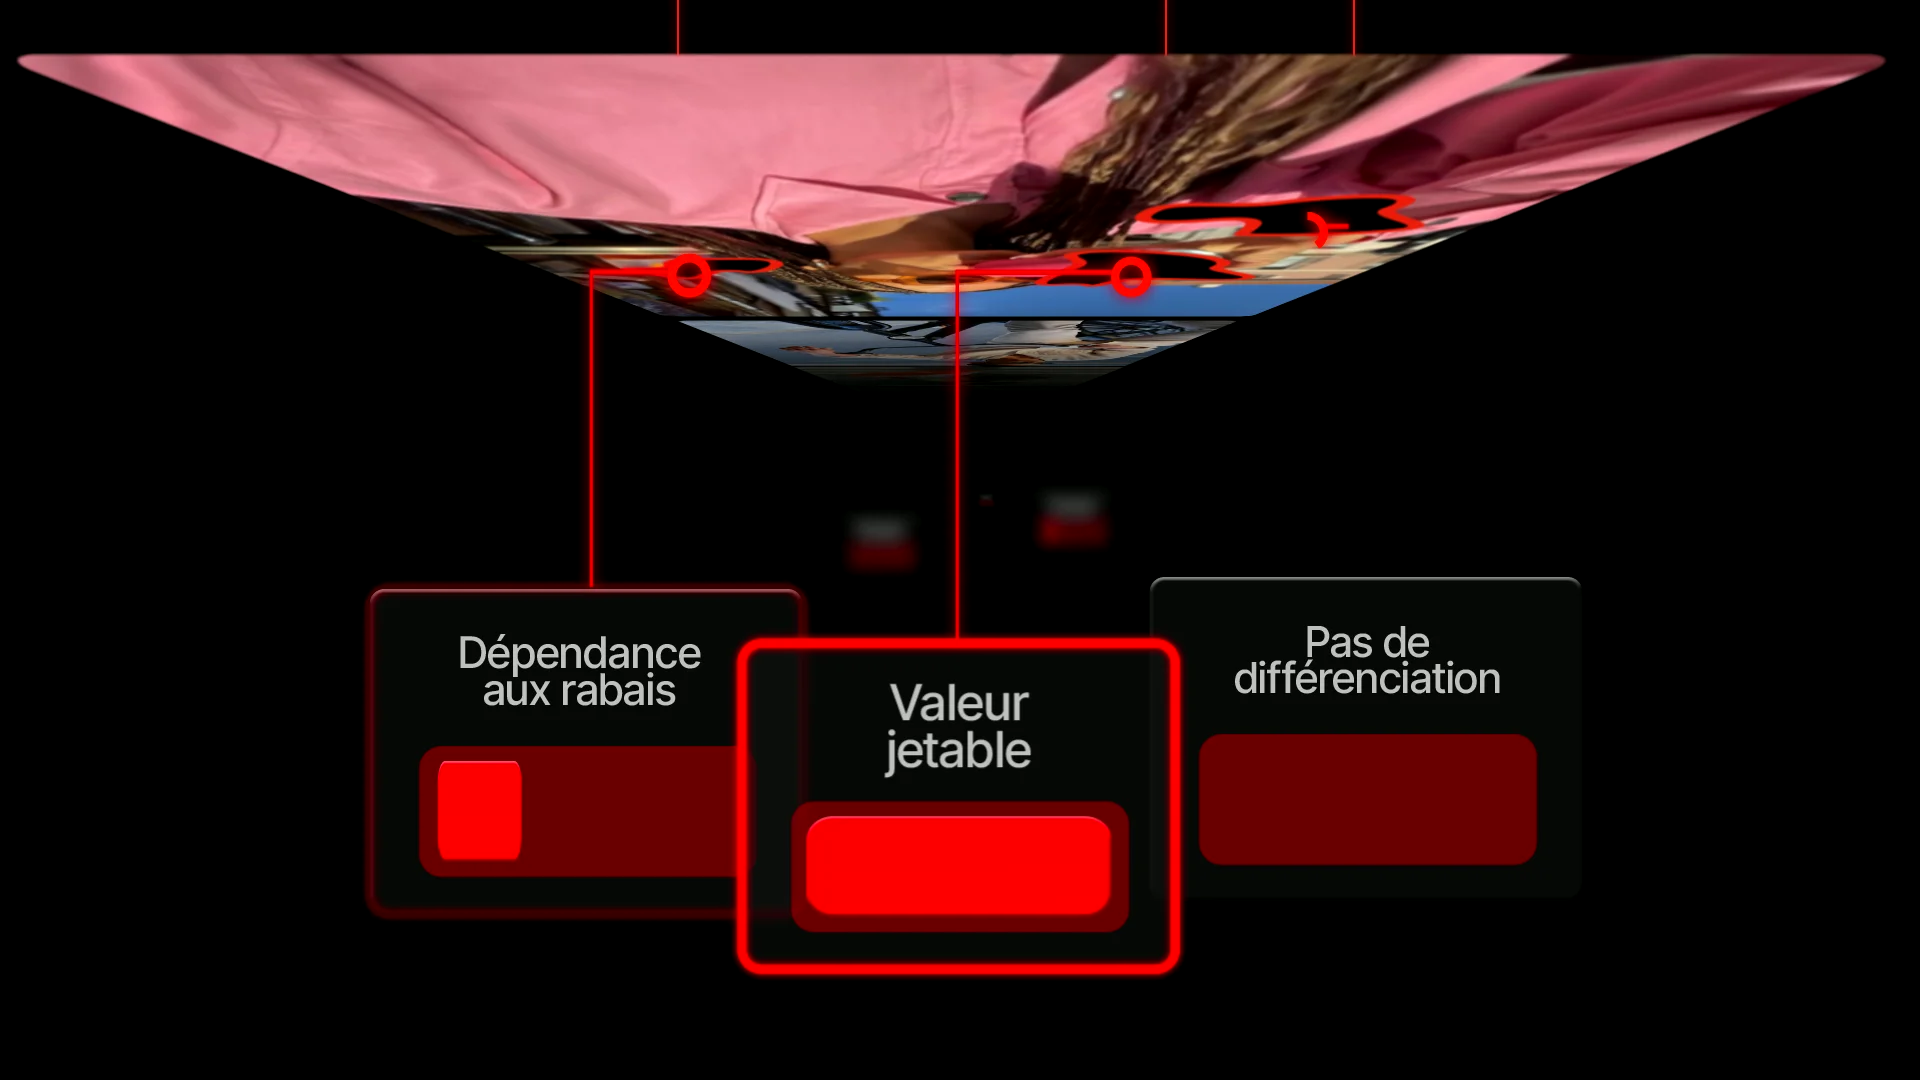 Dépendance
aux rabais
Valeur
jetable
Pas de
différenciation